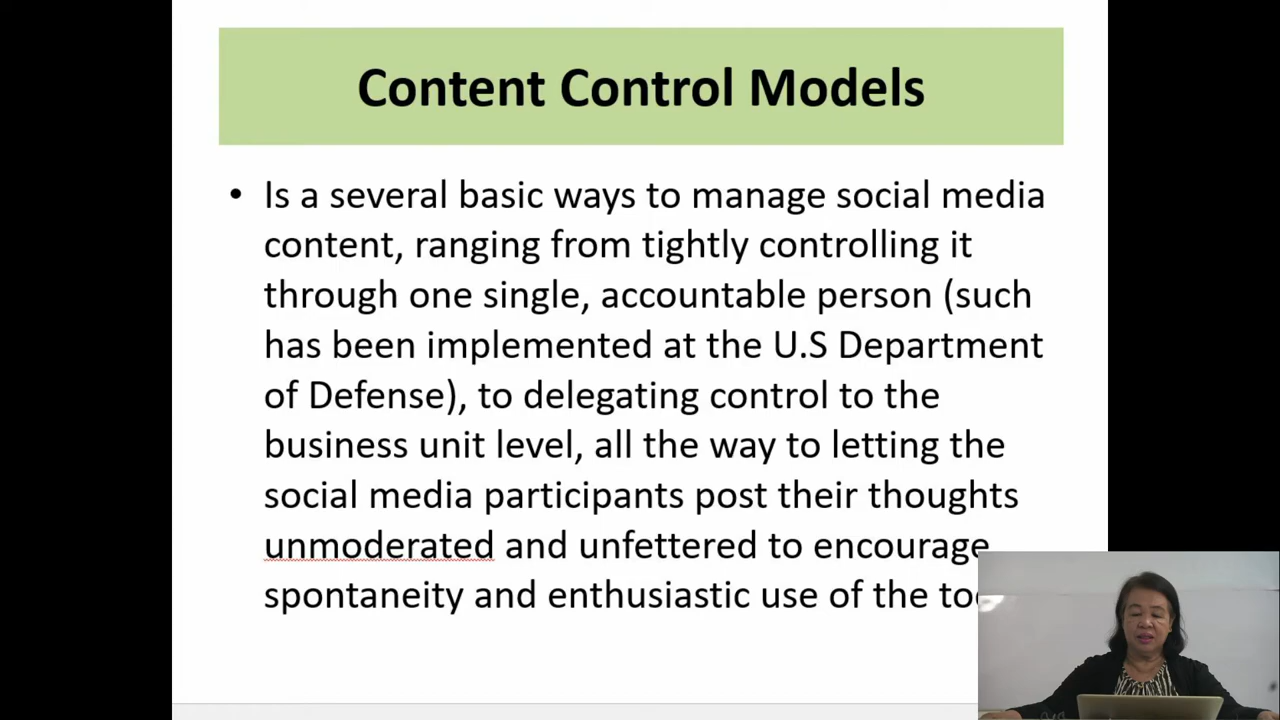 Content Control Models
• Is a several basic ways to manage social media
content, ranging from tightly controlling it
through one single, accountable person (such
has been implemented at the U.S Department
of Defense), to delegating control to the
business unit level, all the way to letting the
social media participants post their thoughts
unmoderated and unfettered to encourage
spontaneity and enthusiastic use of the